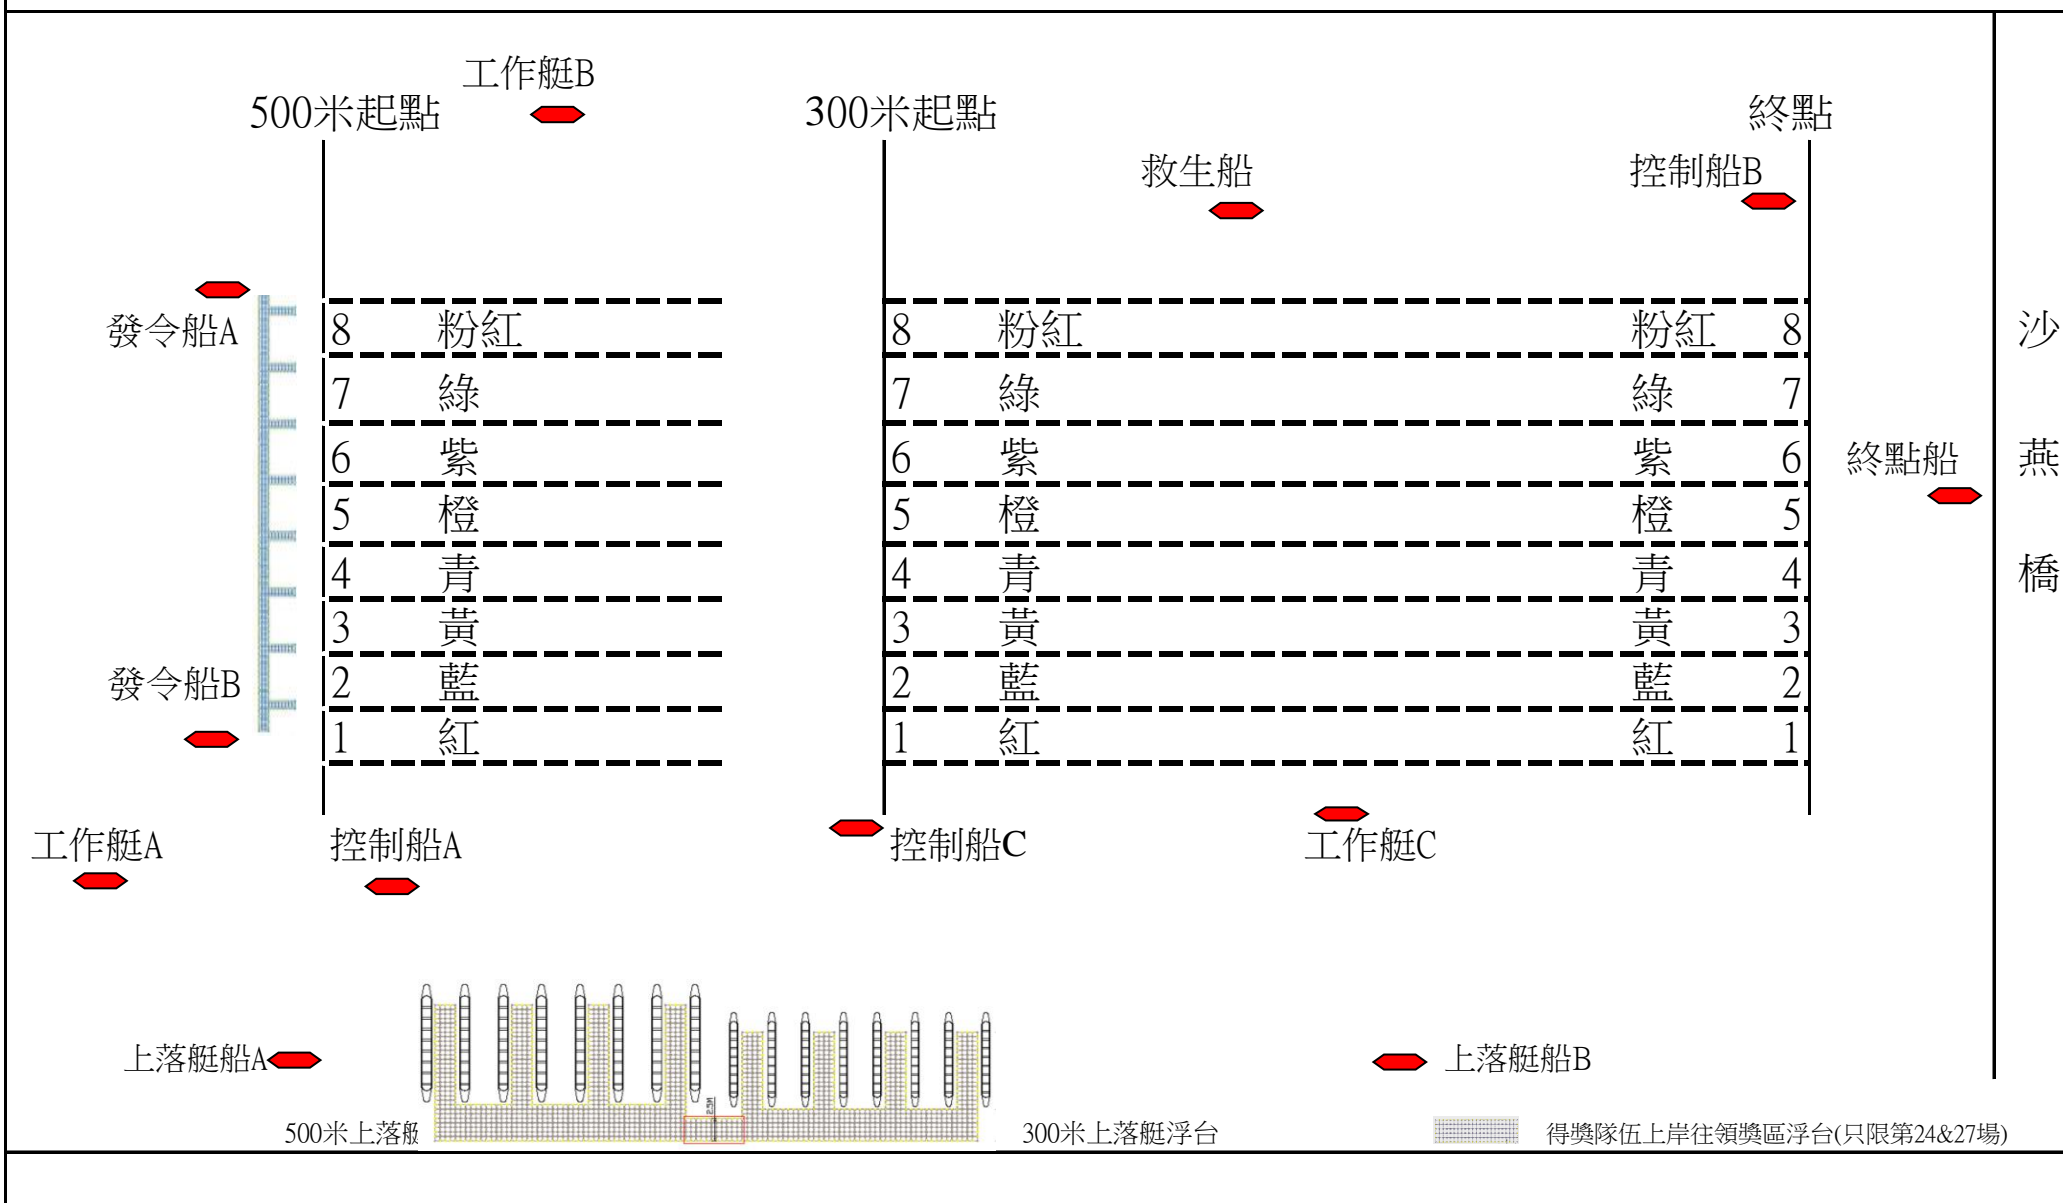 工作艇B
500米起點
300米起點
終點
救生船
控制船B
發令船A
8 粉紅 8 粉紅 粉紅 8
7 綠 7 綠 綠 7
6 紫 6 紫 紫 6
5 橙 5 橙 橙 5
4 青 4 青 青 4
3 黃 3 黃 黃 3
2 藍 2 藍 藍 2
1 紅 1 紅 紅 1
發令船B
終點船
沙
燕
橋
工作艇A
控制船A
控制船C
工作艇C
上落艇船A
上落艇船B
2.5M
500米上落艇
300米上落艇浮台
得獎隊伍上岸往領獎區浮台(只限第24&27場)